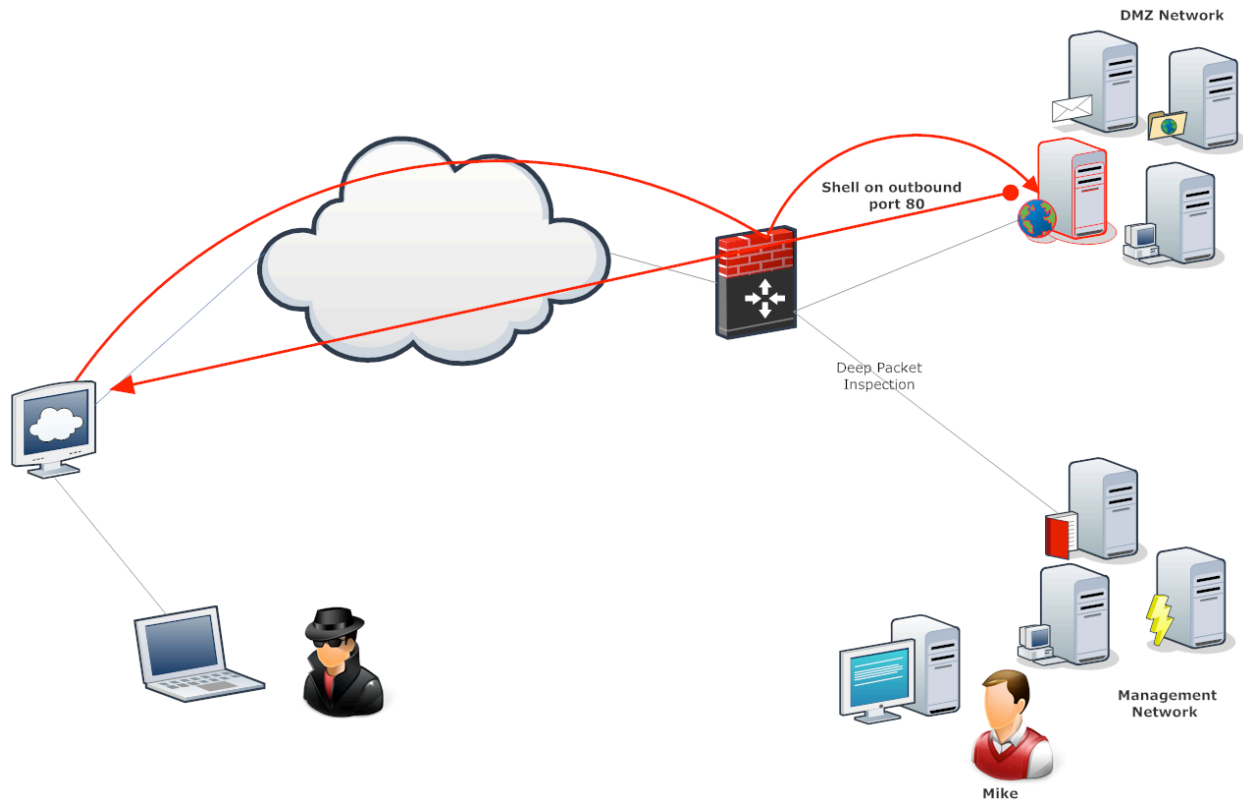 DMZ Network
Shell on outbound
port 80
Deep Packet
Inspection
Management
Network
Mike